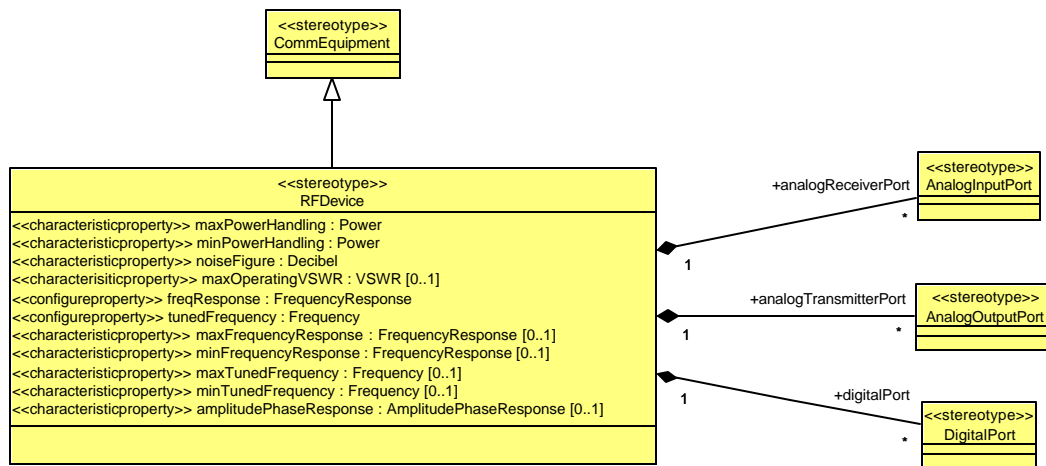 <<stereotype>>
CommEquipment
<<stereotype>>
RFDevice
<<characteristicproperty>> maxPowerHandling : Power
<<characteristicproperty>> minPowerHandling : Power
<<characteristicproperty>> noiseFigure : Decibel
<<characterisiticproperty>> maxOperatingVSWR : VSWR [0..1]
<<configureproperty>> freqResponse : FrequencyResponse
<<configureproperty>> tunedFrequency : Frequency
<<characteristicproperty>> maxFrequencyResponse : FrequencyResponse [0..1]
<<characteristicproperty>> minFrequencyResponse : FrequencyResponse [0..1]
<<characteristicproperty>> maxTunedFrequency : Frequency [0..1]
<<characteristicproperty>> minTunedFrequency : Frequency [0..1]
<<characteristicproperty>> amplitudePhaseResponse : AmplitudePhaseResponse [0..1]
+analogReceiverPort
1
*
<<stereotype>>
AnalogInputPort
+analogTransmitterPort
1
*
<<stereotype>>
AnalogOutputPort
+digitalPort
1
*
<<stereotype>>
DigitalPort